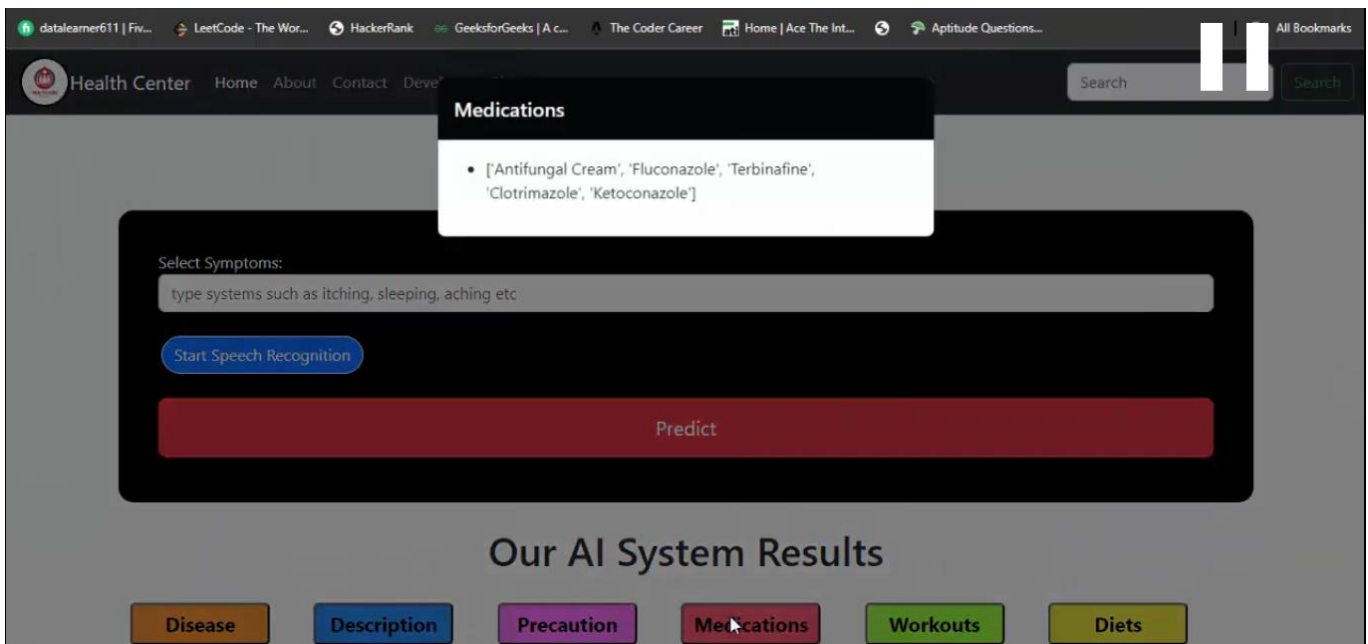 datalearner611 | Fiv... LeetCode - The Wor... HackerRank GeeksforGeeks | A c... The Coder Career Home | Ace The Int... Aptitude Questions... All Bookmarks
Health Center Home About Contact Search Search
Medications
• ['Antifungal Cream', 'Fluconazole', 'Terbinafine',
'Clotrimazole', 'Ketoconazole']
Select Symptoms:
type systems such as itching, sleeping, aching etc
Start Speech Recognition
Predict
Our AI System Results
Disease Description Precaution Medications Workouts Diets